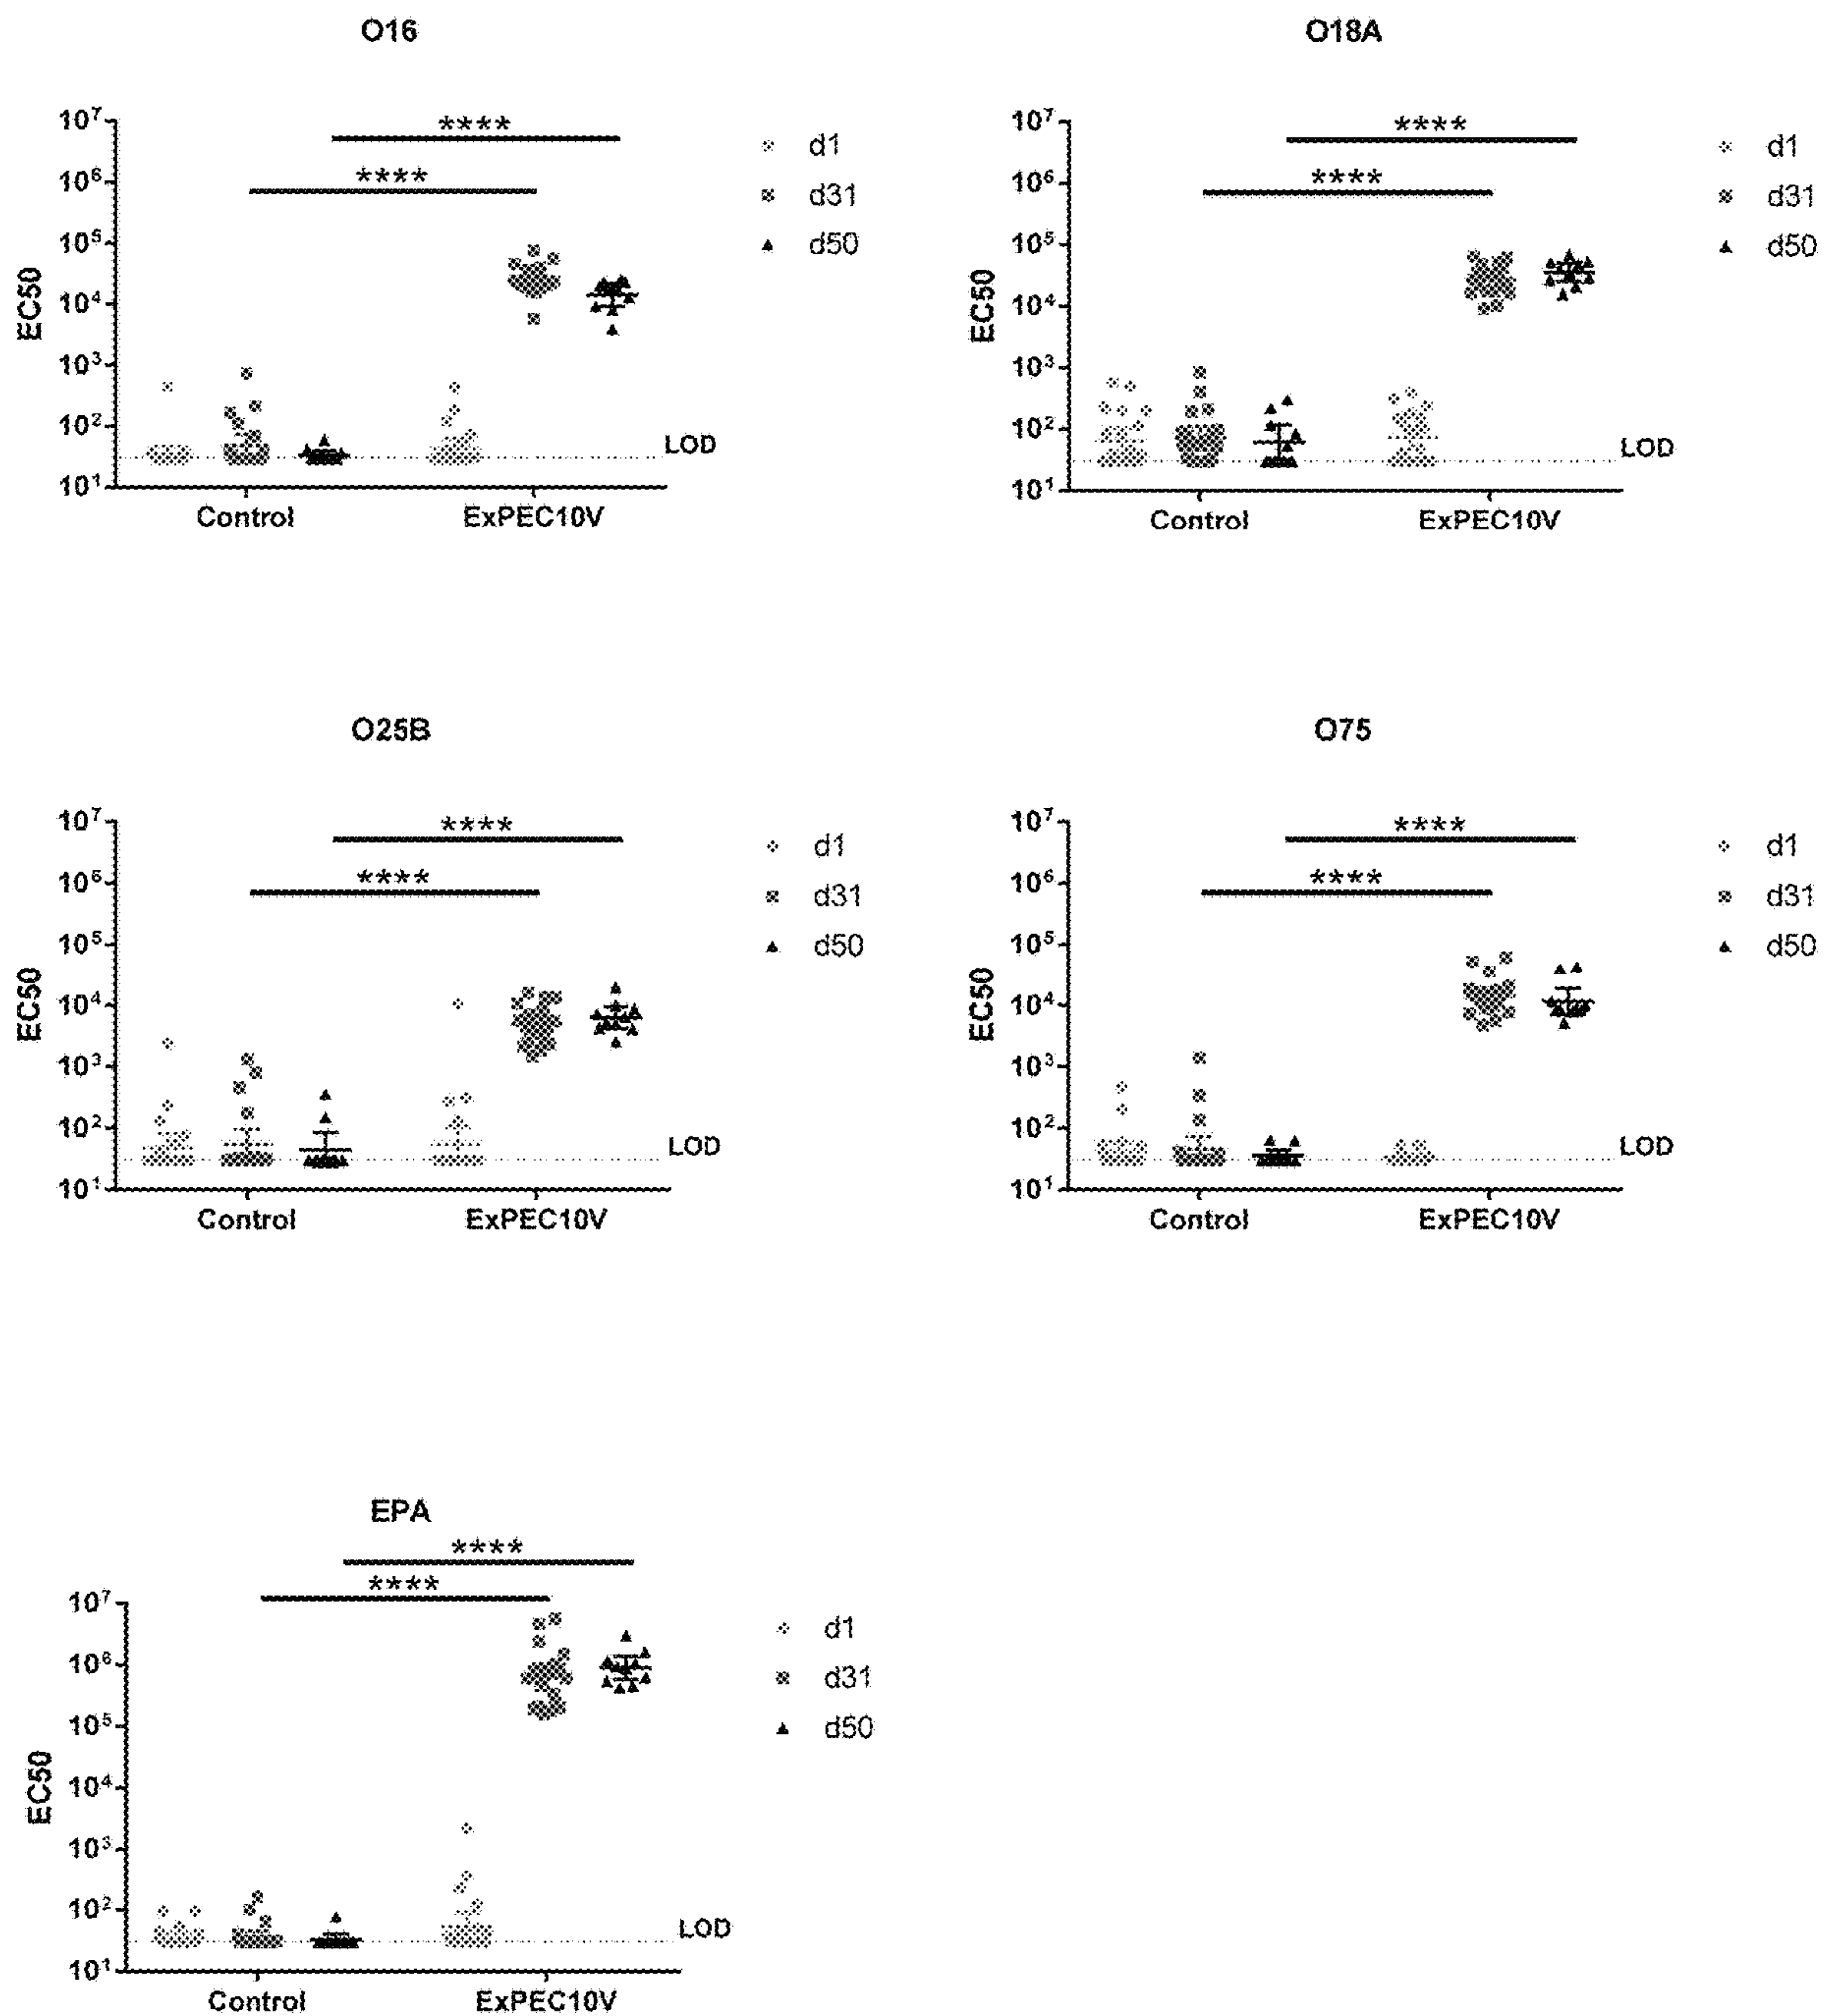 O16
10⁷
10⁶
10⁵
10⁴
10³
10²
10¹
EC50
****
****
LOD
Control
ExPEC10V
d1
d31
d50
O18A
10⁷
10⁶
10⁵
10⁴
10³
10²
10¹
EC50
****
****
LOD
Control
ExPEC10V
d1
d31
d50
O25B
10⁷
10⁶
10⁵
10⁴
10³
10²
10¹
EC50
****
****
LOD
Control
ExPEC10V
d1
d31
d50
O75
10⁷
10⁶
10⁵
10⁴
10³
10²
10¹
EC50
****
****
LOD
Control
ExPEC10V
d1
d31
d50
EPA
****
****
10⁷
10⁶
10⁵
10⁴
10³
10²
10¹
EC50
LOD
Control
ExPEC10V
d1
d31
d50